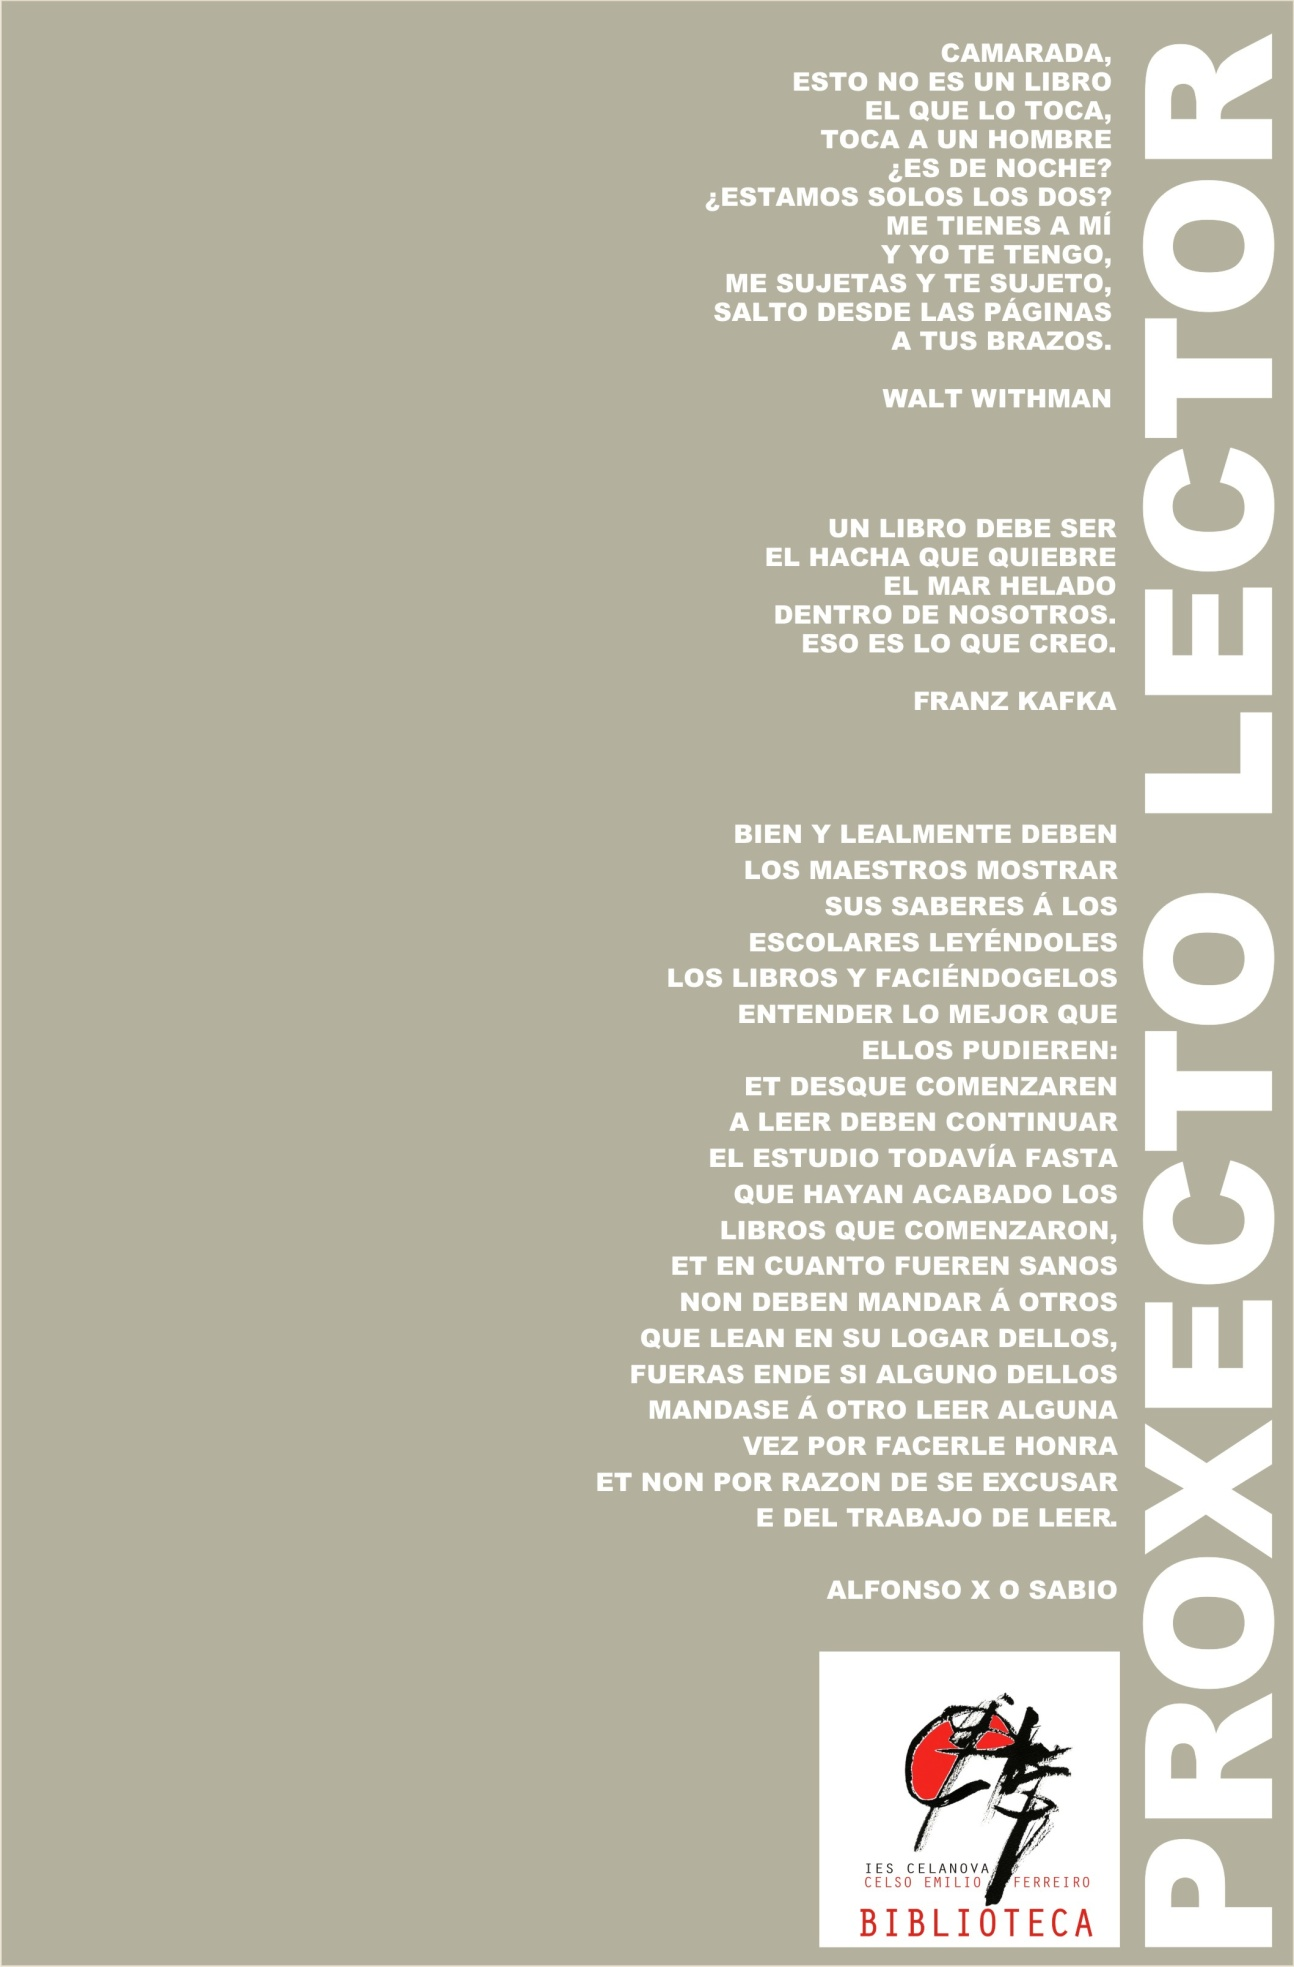 CAMARADA,
ESTO NO ES UN LIBRO
EL QUE LO TOCA,
TOCA A UN HOMBRE
¿ES DE NOCHE?
¿ESTAMOS SOLOS LOS DOS?
ME TIENES A MÍ
Y YO TE TENGO,
ME SUJETAS Y TE SUJETO,
SALTO DESDE LAS PÁGINAS
A TUS BRAZOS.
WALT WITHMAN
UN LIBRO DEBE SER
EL HACHA QUE QUIEBRE
EL MAR HELADO
DENTRO DE NOSOTROS.
ESO ES LO QUE CREO.
FRANZ KAFKA
BIEN Y LEALMENTE DEBEN
LOS MAESTROS MOSTRAR
SUS SABERES Á LOS
ESCOLARES LEYÉNDOLES
LOS LIBROS Y FACIÉNDOGELOS
ENTENDER LO MEJOR QUE
ELLOS PUDIEREN:
ET DESQUE COMENZAREN
A LEER DEBEN CONTINUAR
EL ESTUDIO TODAVÍA FASTA
QUE HAYAN ACABADO LOS
LIBROS QUE COMENZARON,
ET EN CUANTO FUEREN SANOS
NON DEBEN MANDAR Á OTROS
QUE LEAN EN SU LOGAR DELLOS,
FUERAS ENDE SI ALGUNO DELLOS
MANDASE Á OTRO LEER ALGUNA
VEZ POR FACERLE HONRA
ET NON POR RAZON DE SE EXCUSAR
E DEL TRABAJO DE LEER.
ALFONSO X O SABIO
IES CELANOVA
CELSO EMILIO FERREIRO
BIBLIOTECA
PROXECTO LECTOR